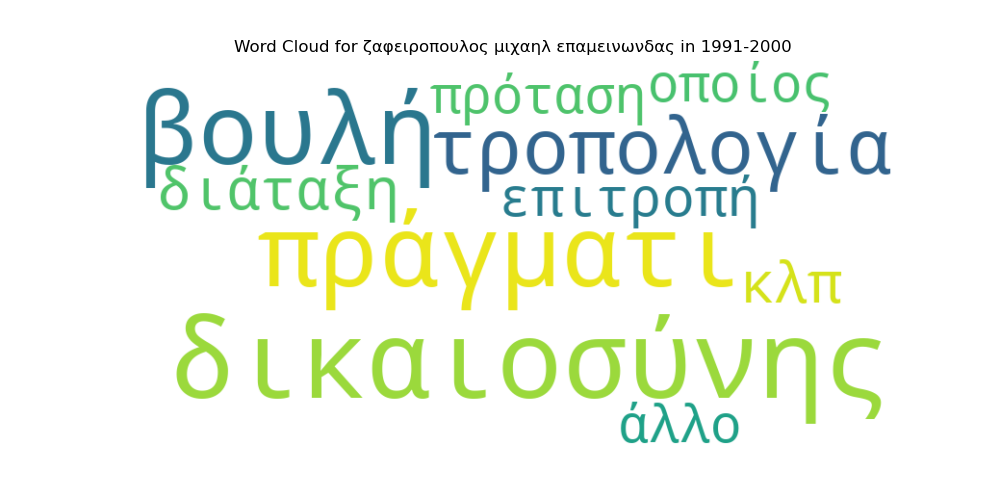 Word Cloud for ζαφειροπουλος μιχαηλ επαμεινωνδας in 1991-2000
βουλή
πρόταση
οποίος
τροπολογία
διάταξη
επιτροπή
πράγματι
κλπ
δικαιοσύνης
άλλο